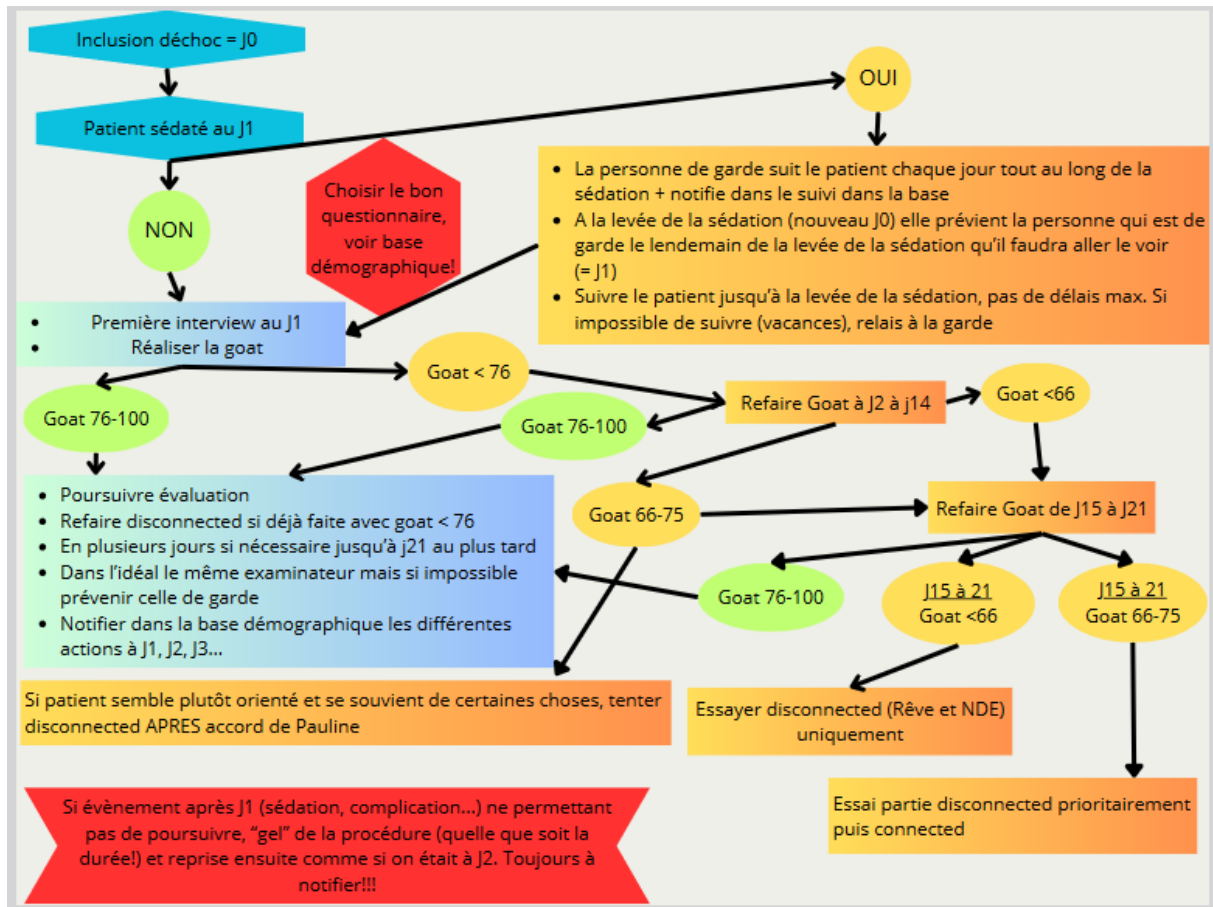 Inclusion déchoc = J0
OUI
Patient sédaté au J1
Choisir le bon
questionnaire,
voir base
démographique!
NON
• La personne de garde suit le patient chaque jour tout au long de la
sédation + notifie dans le suivi dans la base
• A la levée de la sédation (nouveau J0) elle prévient la personne qui est de
garde le lendemain de la levée de la sédation qu'il faudra aller le voir
(= J1)
• Suivre le patient jusqu'à la levée de la sédation, pas de délais max. Si
impossible de suivre (vacances), relais à la garde
• Première interview au J1
• Réaliser la goat
Goat < 76
Goat 76-100
Goat 76-100
Refaire Goat à J2 à j14
Goat <66
• Poursuivre évaluation
• Refaire disconnected si déjà faite avec goat < 76
• En plusieurs jours si nécessaire jusqu'à j21 au plus tard
• Dans l'idéal le même examinateur mais si impossible
prévenir celle de garde
• Notifier dans la base démographique les différentes
actions à J1, J2, J3...
Goat 66-75
Refaire Goat de J15 à J21
Goat 76-100
J15 à 21
Goat <66
J15 à 21
Goat 66-75
Si patient semble plutôt orienté et se souvient de certaines choses, tenter
disconnected APRES accord de Pauline
Essayer disconnected (Rêve et NDE)
uniquement
Essai partie disconnected prioritairement
puis connected
Si évènement après J1 (sédation, complication...) ne permettant
pas de poursuivre, "gel" de la procédure (quelle que soit la
durée!) et reprise ensuite comme si on était à J2. Toujours à
notifier!!!